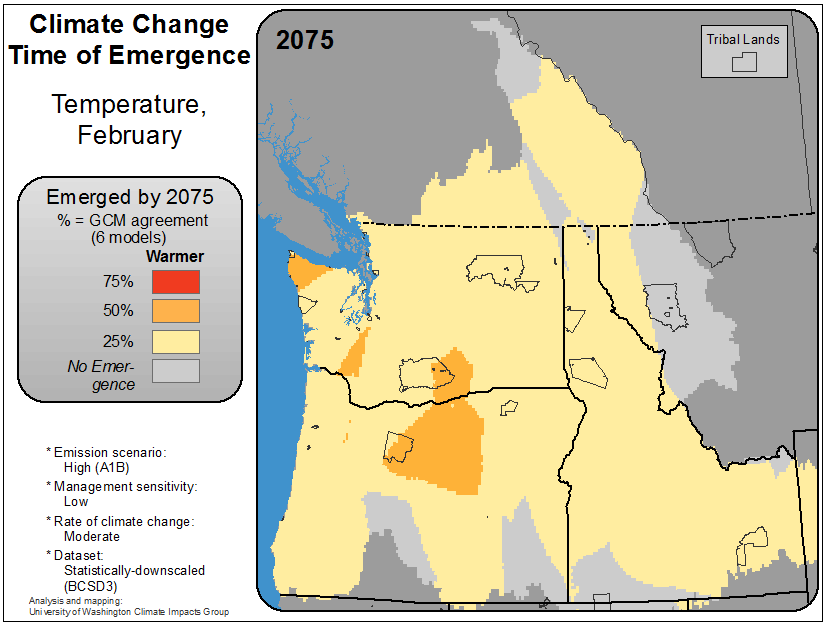 Climate Change
Time of Emergence
Temperature,
February
Emerged by 2075
% = GCM agreement
(6 models)
Warmer
75%
50%
25%
No Emer-
gence
* Emission scenario:
High (A1B)
* Management sensitivity:
Low
* Rate of climate change:
Moderate
* Dataset:
Statistically-downscaled
(BCSD3)
Analysis and mapping:
University of Washington Climate Impacts Group
2075
Tribal Lands